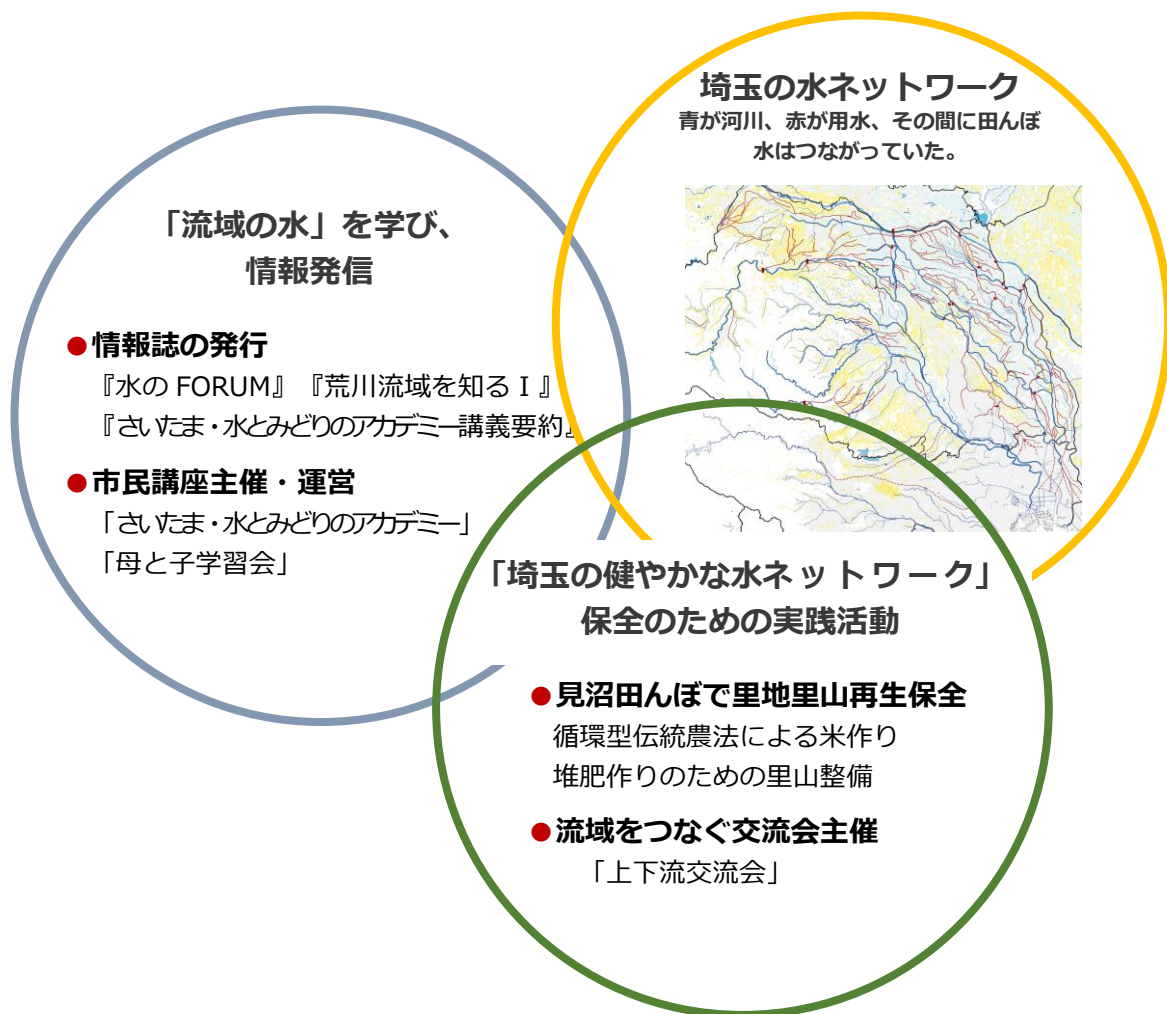 埼玉の水ネットワーク
青が河川、赤が用水、その間に田んぼ
水はつながっていた。
「流域の水」を学び、
情報発信
●情報誌の発行
『水の FORUM』『荒川流域を知るⅠ』
『さいたま・水とみどりのアカデミー講義要約』
●市民講座主催・運営
「さいたま・水とみどりのアカデミー」
「母と子学習会」
「埼玉の健やかな水ネットワーク」
保全のための実践活動
●見沼田んぼで里地里山再生保全
循環型伝統農法による米作り
堆肥作りのための里山整備
●流域をつなぐ交流会主催
「上下流交流会」